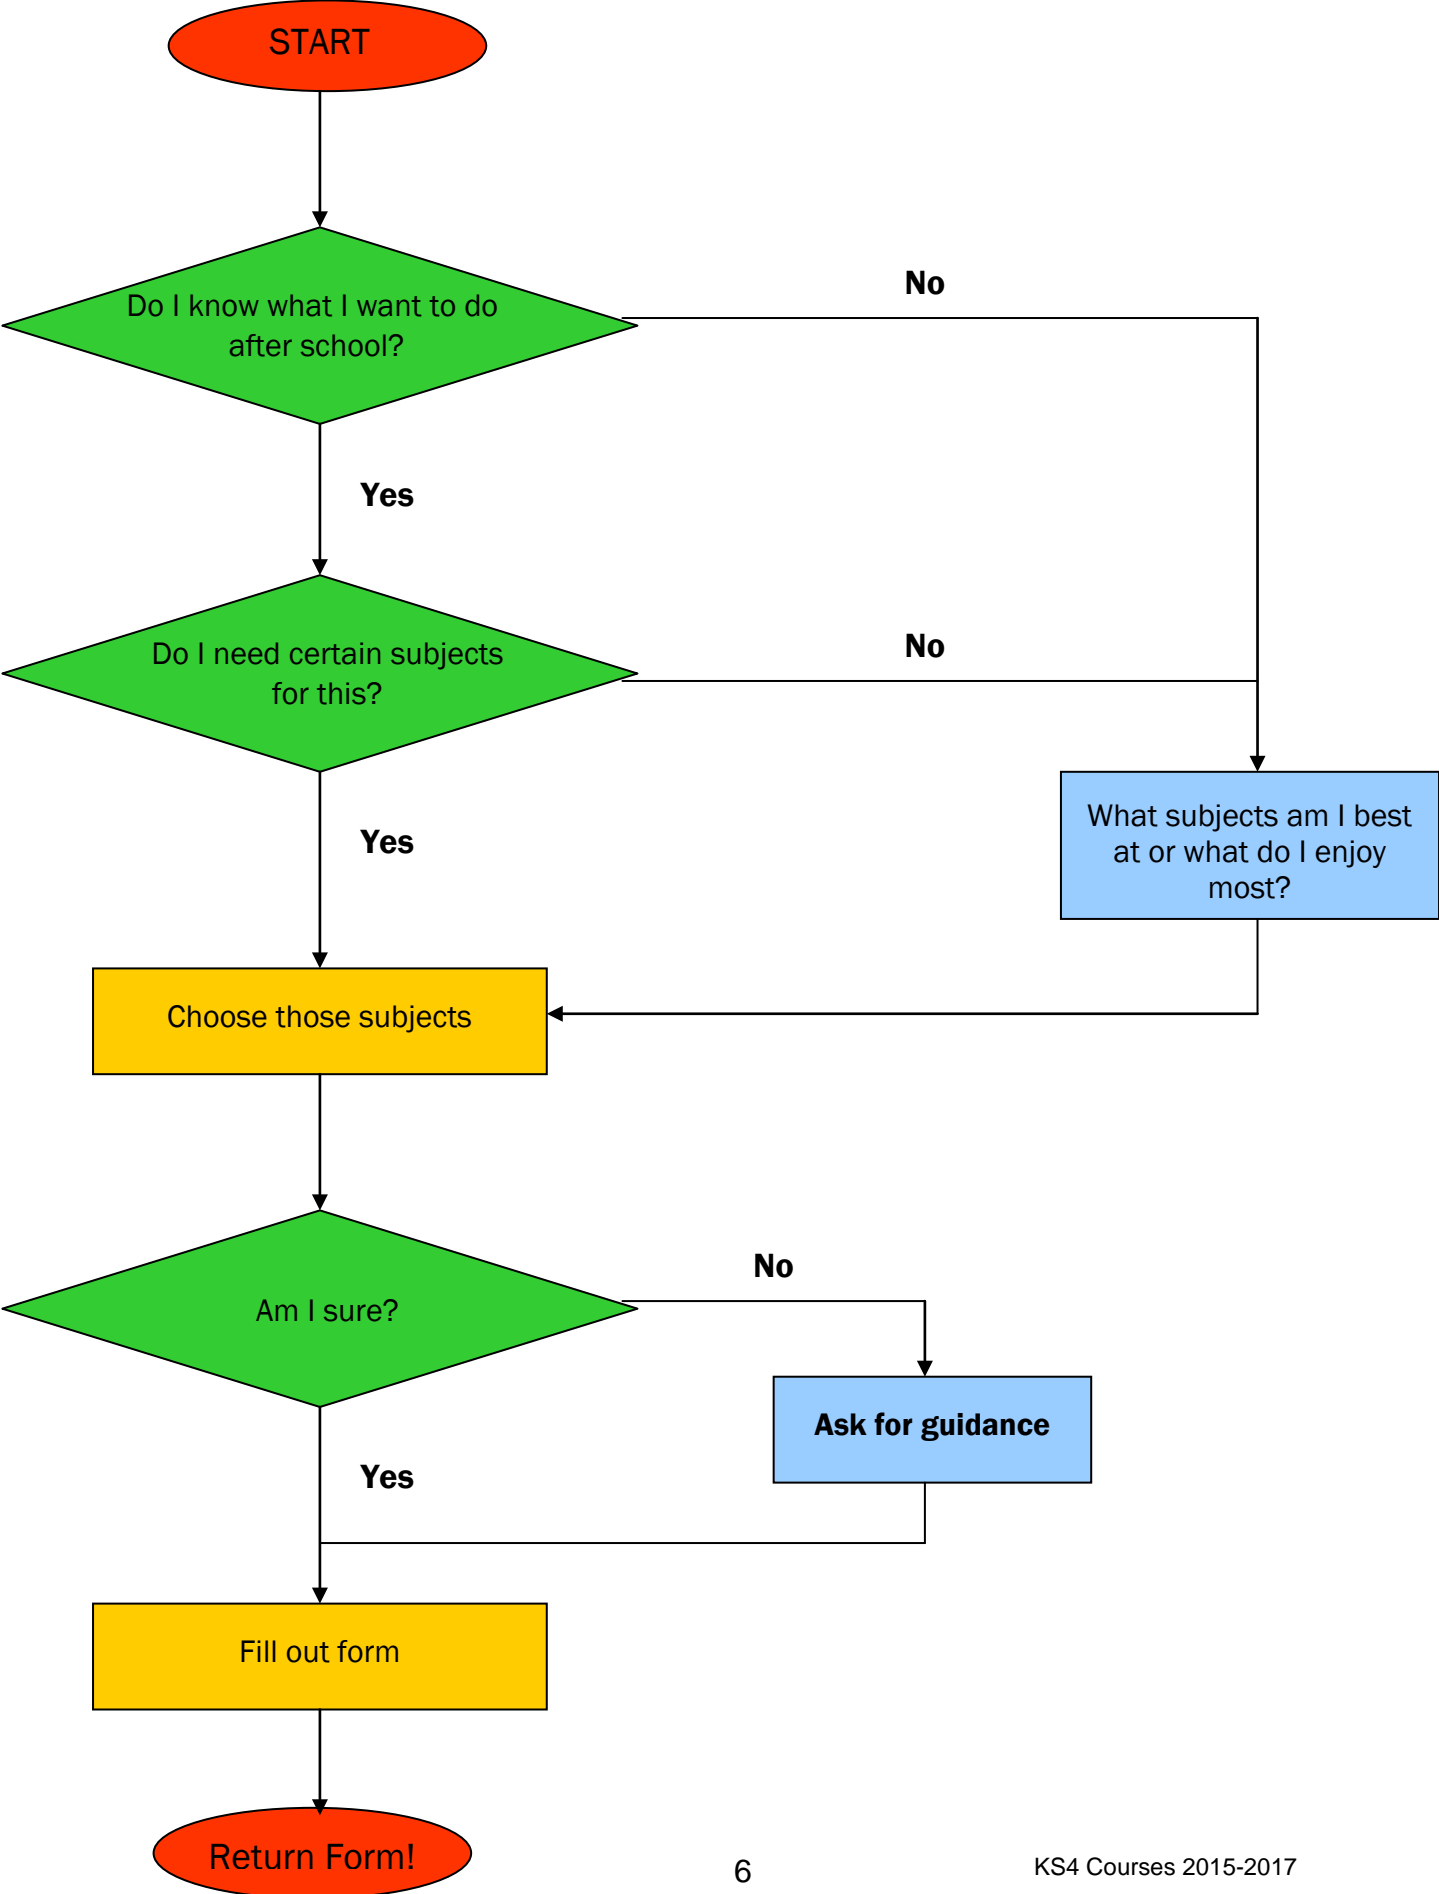 START
Do I know what I want to do
after school?
No
Yes
Do I need certain subjects
for this?
No
Yes
What subjects am I best
at or what do I enjoy
most?
Choose those subjects
Am I sure?
No
Ask for guidance
Yes
Fill out form
Return Form!
6
KS4 Courses 2015-2017